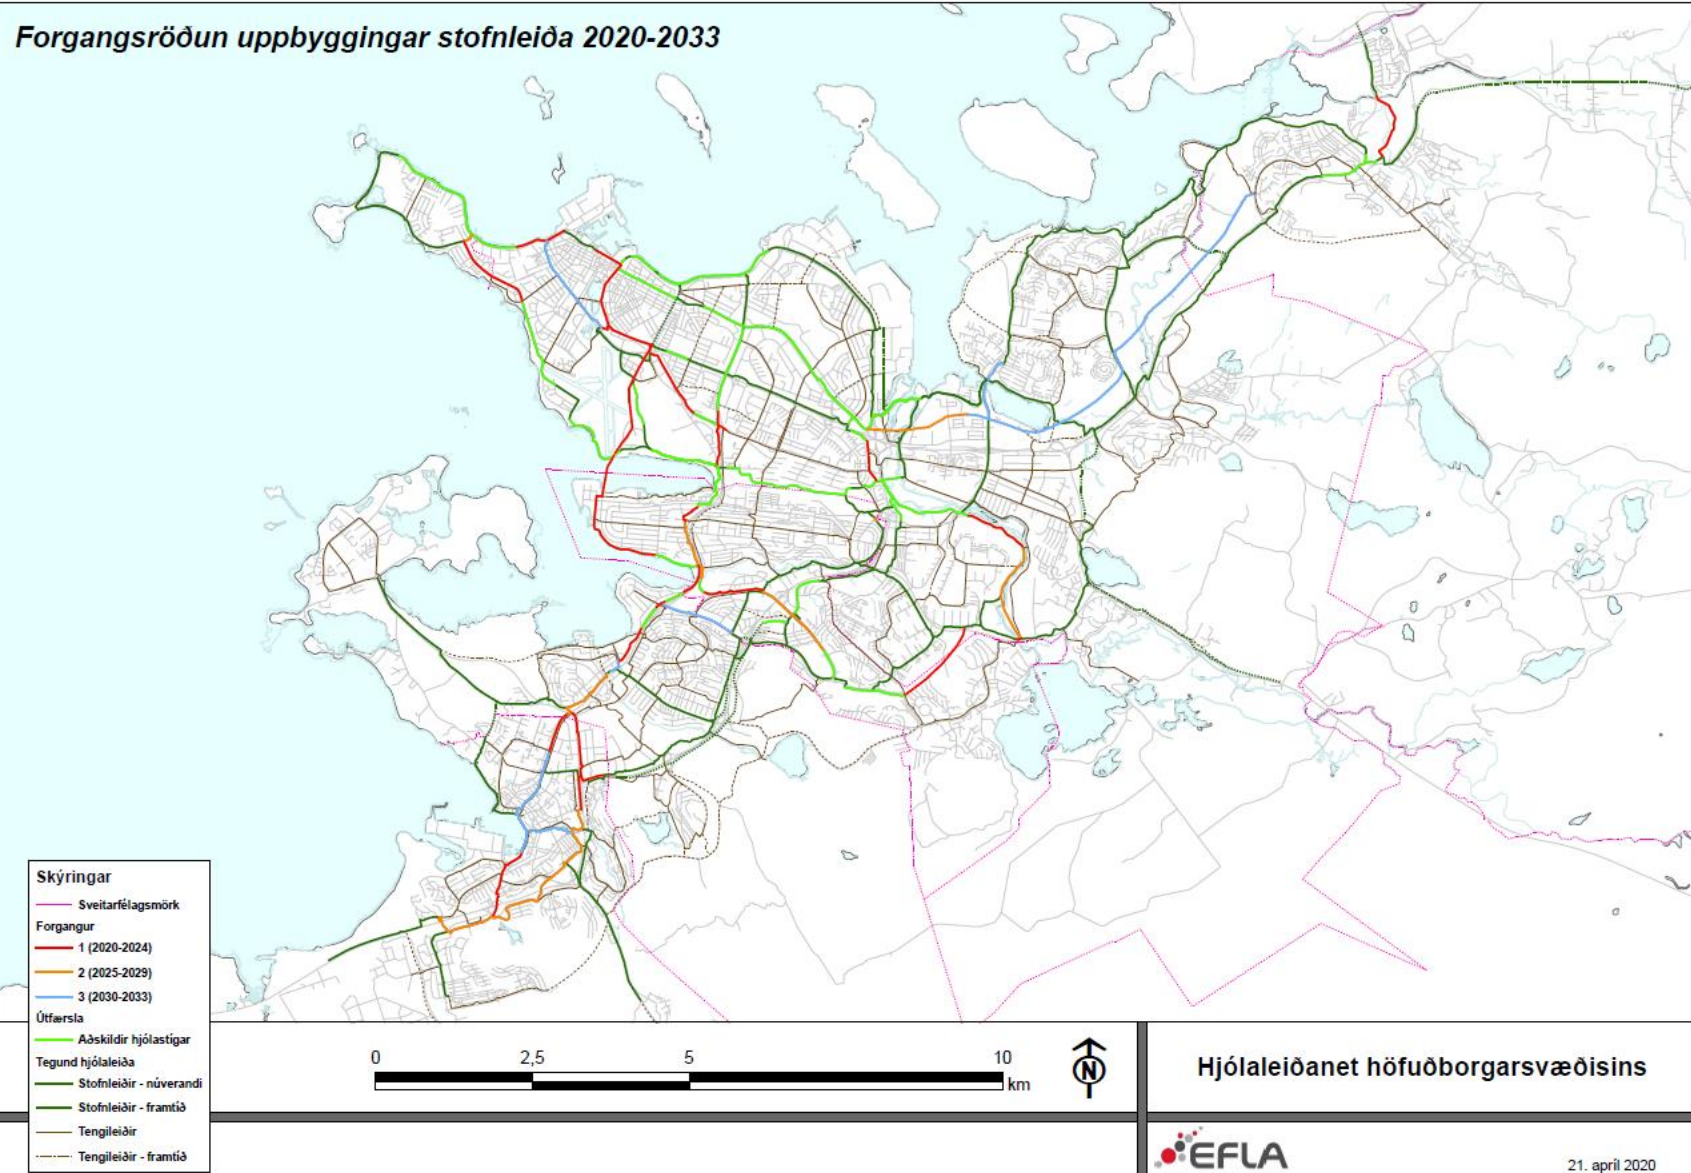 Forgangsröðun uppbyggingar stofnleiða 2020-2033
Skýringar
Sveitarfélagsmörk
Forgangur
1 (2020-2024)
2 (2025-2029)
3 (2030-2033)
Útfærsla
Aðskildir hjólastígar
Tegund hjólaleiða
Stofnleiðir - núverandi
Stofnleiðir - framtíð
Tengileiðir
Tengileiðir - framtíð
0 2,5 5 10
km
N
Hjólaleiðanet höfuðborgarsvæðisins
EFLA
21. apríl 2020